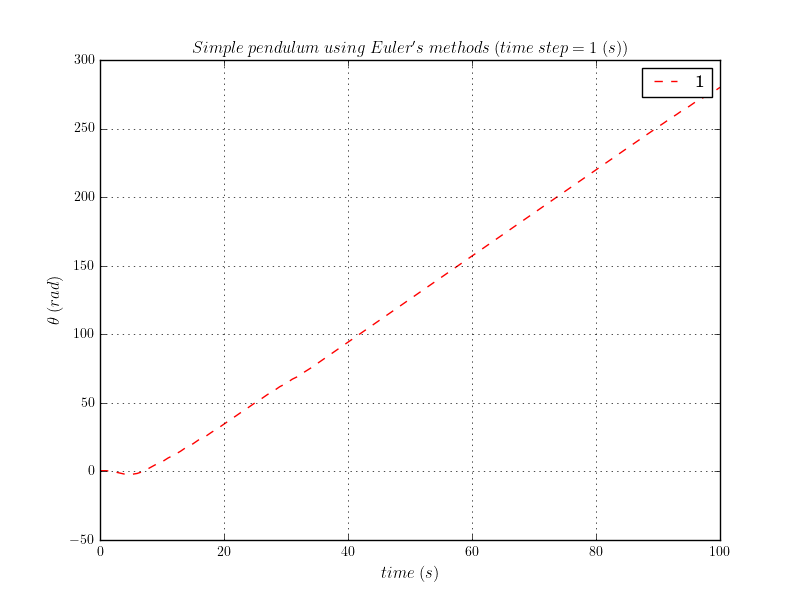 Simple pendulum using Euler's methods (time step = 1 (s))
300
1
250
200
150
θ (rad)
100
50
0
−50
0 20 40 60 80 100
time (s)